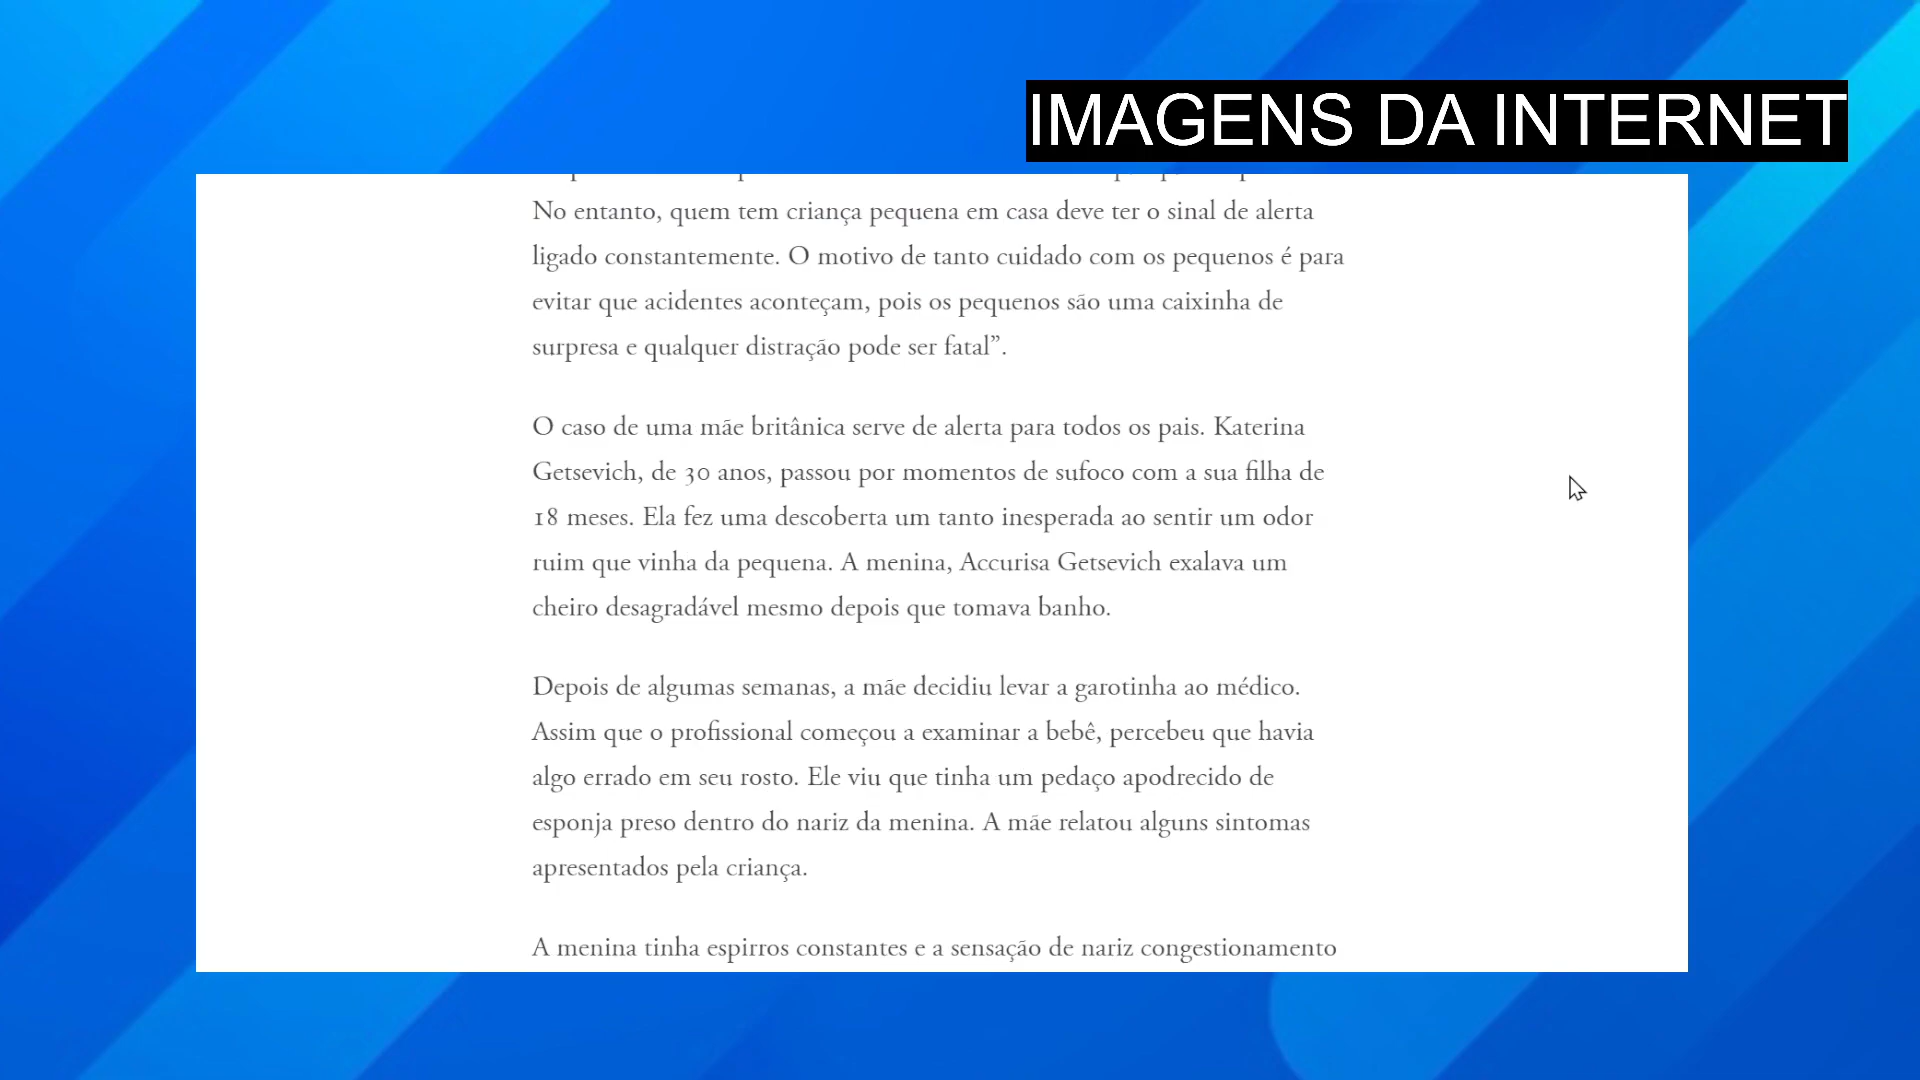 IMAGENS DA INTERNET
No entanto, quem tem criança pequena em casa deve ter o sinal de alerta
ligado constantemente. O motivo de tanto cuidado com os pequenos é para
evitar que acidentes aconteçam, pois os pequenos são uma caixinha de
surpresa e qualquer distração pode ser fatal”.
O caso de uma mãe britânica serve de alerta para todos os pais. Katerina
Getsevich, de 30 anos, passou por momentos de sufoco com a sua filha de
18 meses. Ela fez uma descoberta um tanto inesperada ao sentir um odor
ruim que vinha da pequena. A menina, Accurisa Getsevich exalava um
cheiro desagradável mesmo depois que tomava banho.
Depois de algumas semanas, a mãe decidiu levar a garotinha ao médico.
Assim que o profissional começou a examinar a bebê, percebeu que havia
algo errado em seu rosto. Ele viu que tinha um pedaço apodrecido de
esponja preso dentro do nariz da menina. A mãe relatou alguns sintomas
apresentados pela criança.
A menina tinha espirros constantes e a sensação de nariz congestionamento